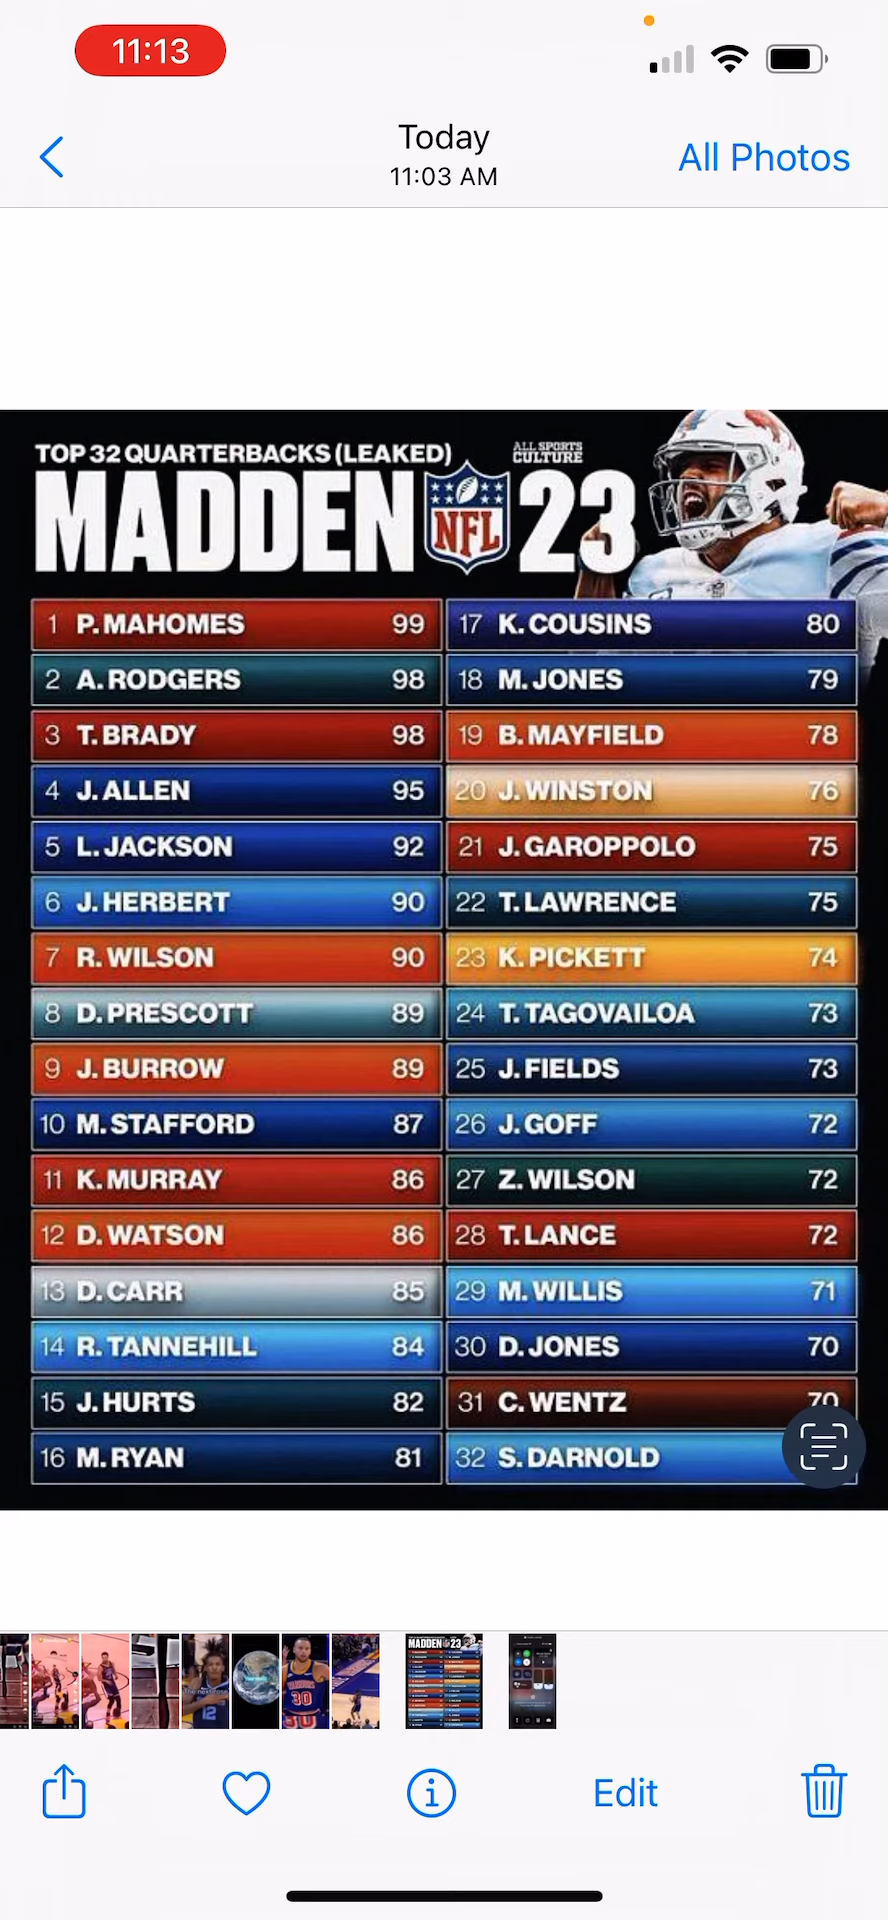 11:13
Today
11:03 AM
All Photos
TOP 32 QUARTERBACKS (LEAKED)
ALL SPORTS
CULTURE
MADDEN NFL 23
1 P. MAHOMES 99
2 A. RODGERS 98
3 T. BRADY 98
4 J. ALLEN 95
5 L. JACKSON 92
6 J. HERBERT 90
7 R. WILSON 90
8 D. PRESCOTT 89
9 J. BURROW 89
10 M. STAFFORD 87
11 K. MURRAY 86
12 D. WATSON 86
13 D. CARR 85
14 R. TANNEHILL 84
15 J. HURTS 82
16 M. RYAN 81
17 K. COUSINS 80
18 M. JONES 79
19 B. MAYFIELD 78
20 J. WINSTON 76
21 J. GAROPPOLO 75
22 T. LAWRENCE 75
23 K. PICKETT 74
24 T. TAGOVAILOA 73
25 J. FIELDS 73
26 J. GOFF 72
27 Z. WILSON 72
28 T. LANCE 72
29 M. WILLIS 71
30 D. JONES 70
31 C. WENTZ 70
32 S. DARNOLD
MADDEN 23
30
12
Edit